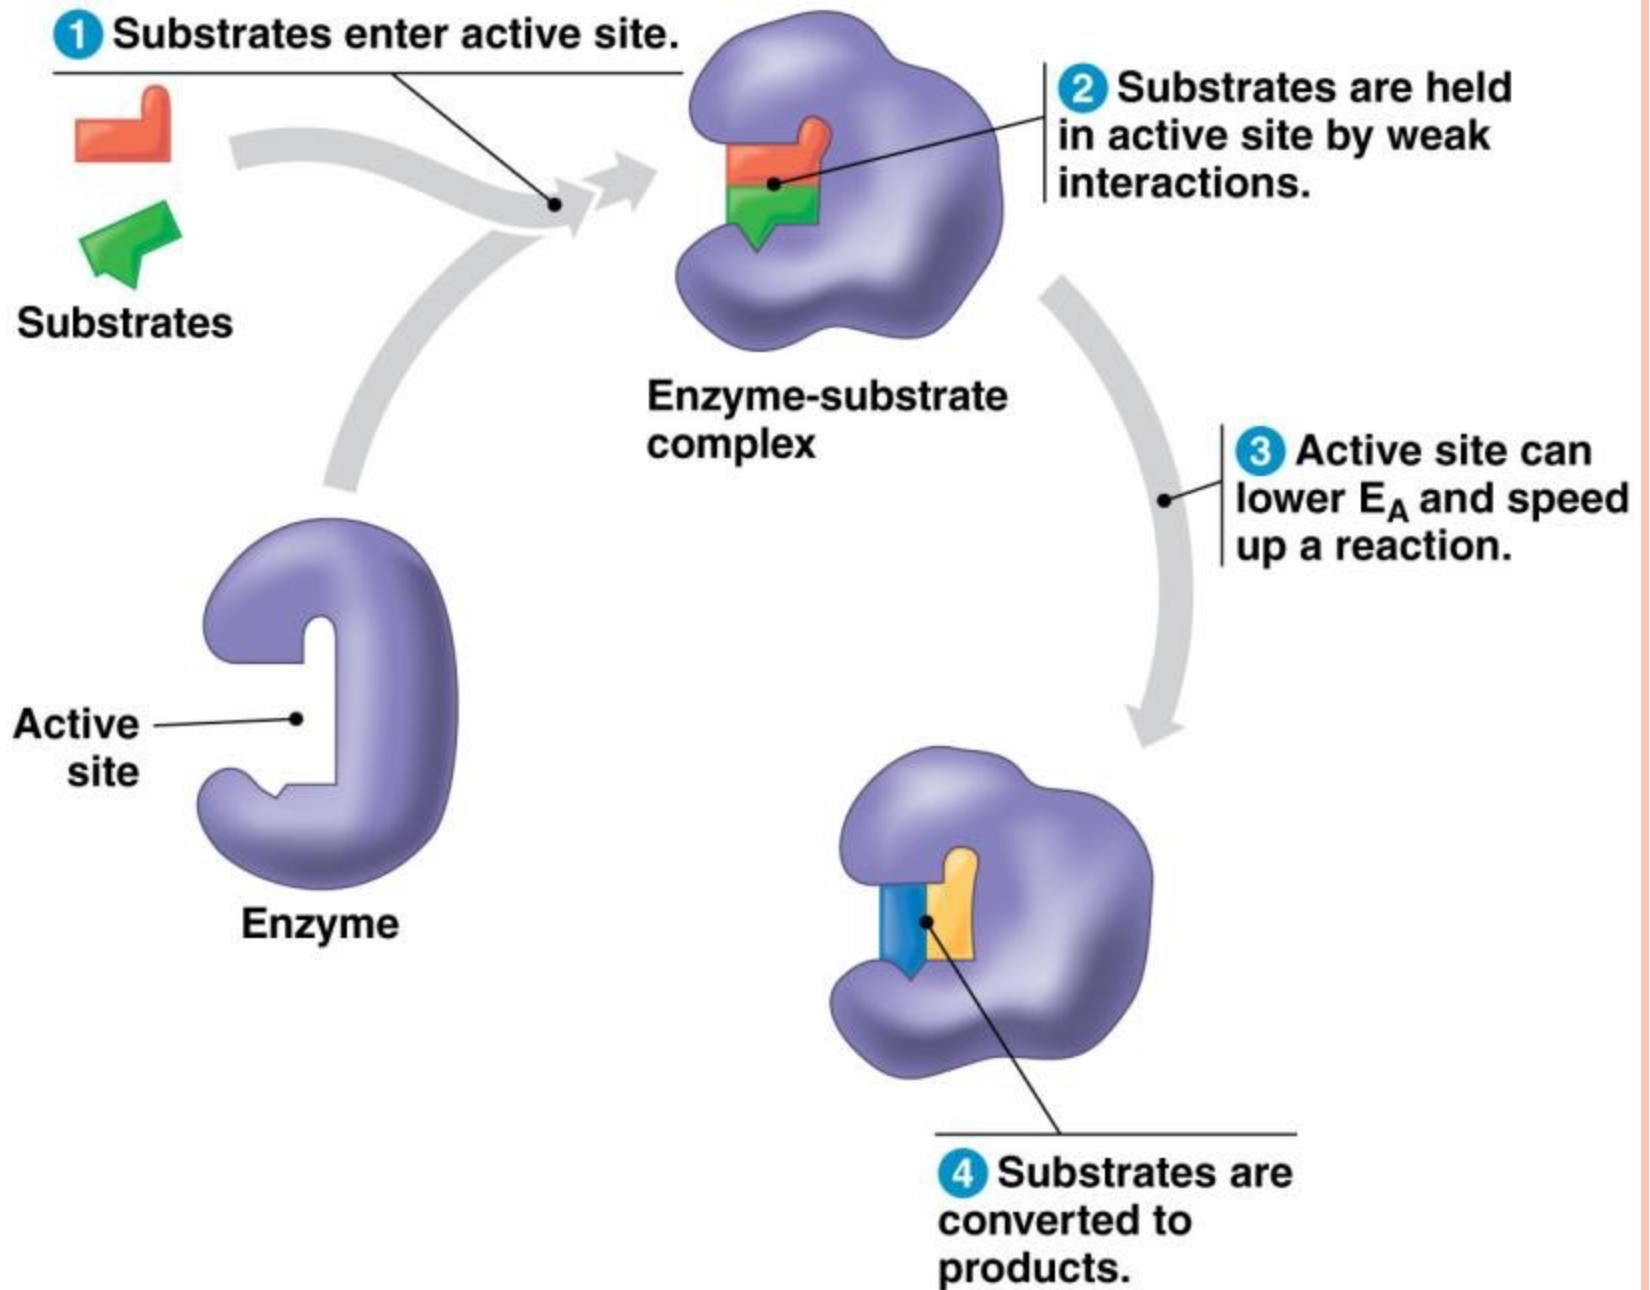 1 Substrates enter active site.
2 Substrates are held
in active site by weak
interactions.
Substrates
Enzyme-substrate
complex
3 Active site can
lower EA and speed
up a reaction.
Active
site
Enzyme
4 Substrates are
converted to
products.